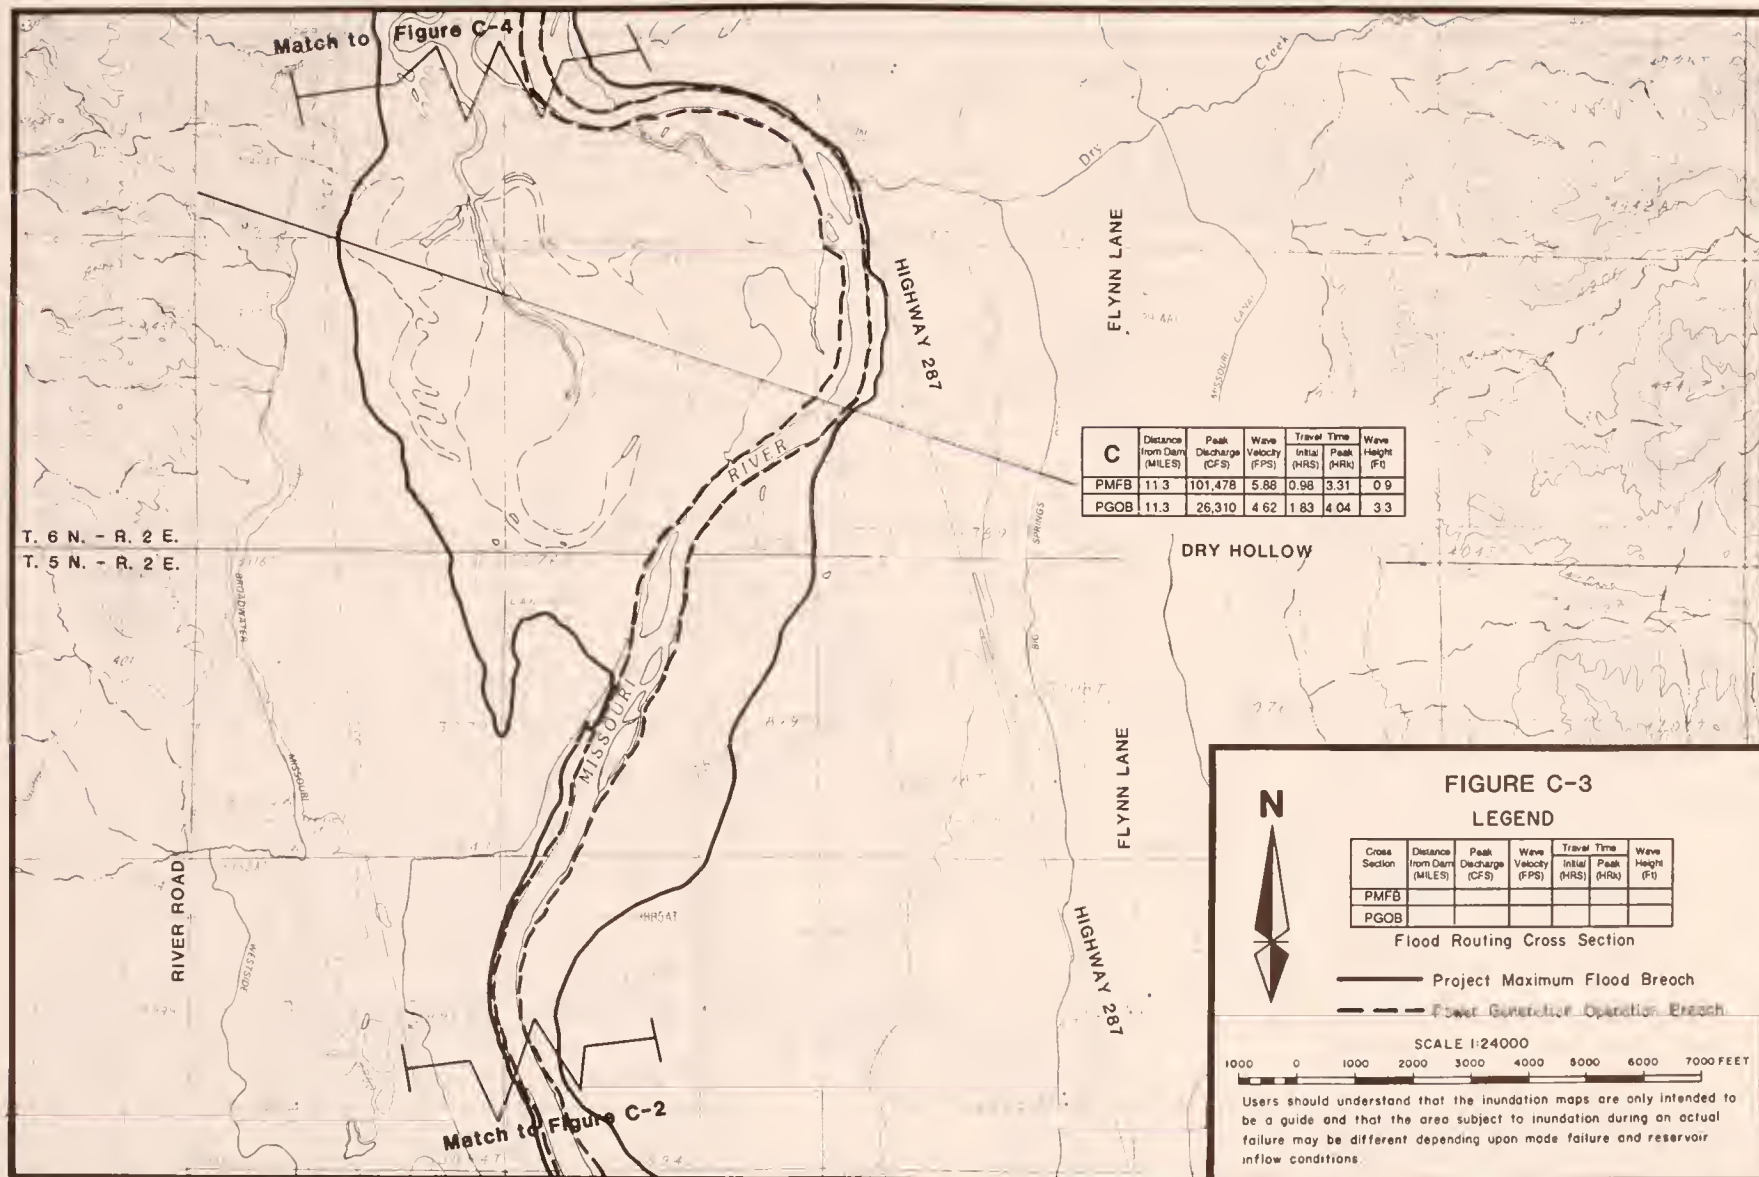 Match to Figure C-4
Creek
Dry
FLYNN LANE
HIGHWAY 287
CANAL
MISSOURI
C
Distance from Dam (MILES)
Peak Discharge (CFS)
Wave Velocity (FPS)
Travel Time
Initial (HRS)
Peak (HRS)
Wave Height (Ft)
PMFB 11.3 101,478 5.88 0.98 3.31 0.9
PGOB 11.3 26,310 4.62 1.83 4.04 3.3
RIVER
SPRINGS
T. 6 N. - R. 2 E.
T. 5 N. - R. 2 E.
DRY HOLLOW
BROADWATER
BIG
MISSOURI
MISSOURI
FLYNN LANE
RIVER ROAD
WESTSIDE
HIGHWAY 287
Match to Figure C-2
FIGURE C-3
LEGEND
N
Cross Section
Distance from Dam (MILES)
Peak Discharge (CFS)
Wave Velocity (FPS)
Travel Time
Initial (HRS)
Peak (HRS)
Wave Height (Ft)
PMFB
PGOB
Flood Routing Cross Section
Project Maximum Flood Breach
Power Generation Operation Breach
SCALE 1:24000
1000 0 1000 2000 3000 4000 5000 6000 7000 FEET
Users should understand that the inundation maps are only intended to
be a guide and that the area subject to inundation during an actual
failure may be different depending upon mode failure and reservoir
inflow conditions.